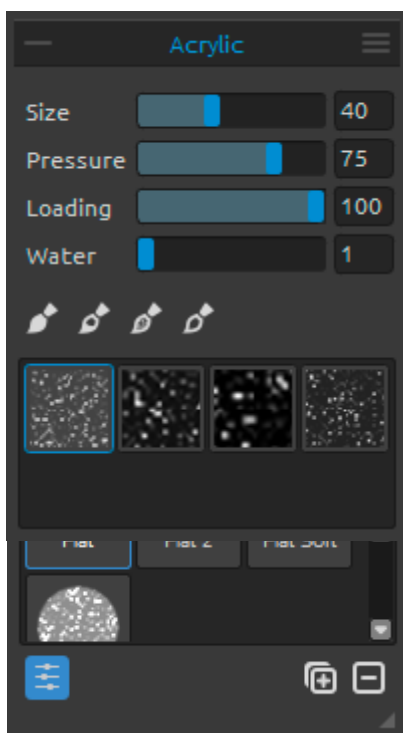 Acrylic
Size 40
Pressure 75
Loading 100
Water 1
Flat Flat 2 Flat Soft